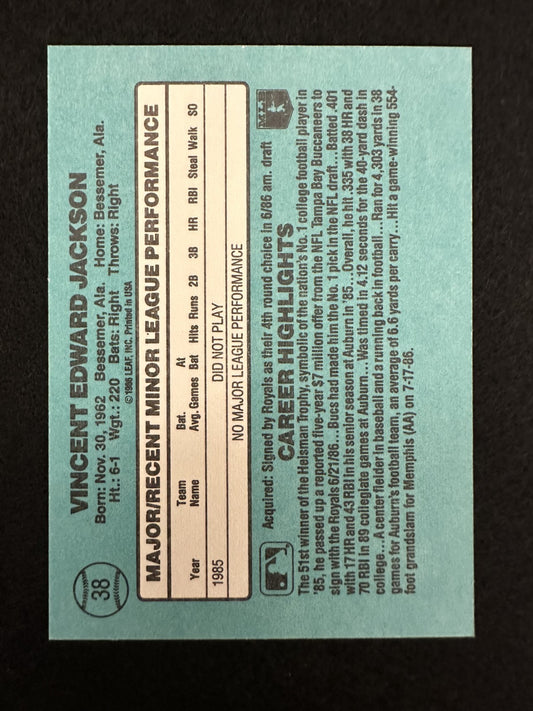 38
VINCENT EDWARD JACKSON
Born: Nov. 30, 1962 Bessemer, Ala. Home: Bessemer, Ala.
Ht.: 6-1 Wgt.: 220 Bats: Right Throws: Right
©1986 LEAF, INC. Printed in USA
MAJOR/RECENT MINOR LEAGUE PERFORMANCE
Team Bat. At
Year Name Avg. Games Bat Hits Runs 2B 3B HR RBI Steal Walk SO
1985 DID NOT PLAY
NO MAJOR LEAGUE PERFORMANCE
Acquired: Signed by Royals as their 4th round choice in 6/86 am. draft
CAREER HIGHLIGHTS
The 51st winner of the Heisman Trophy, symbolic of the nation's No. 1 college football player in
'85, he passed up a reported five-year $7 million offer from the NFL Tampa Bay Buccaneers to
sign with the Royals 6/21/86...Bucs had made him the No. 1 pick in the NFL draft...Batted .401
with 17 HR and 43 RBI in his senior season at Auburn in '85...Overall, he hit .335 with 38 HR and
70 RBI in 89 collegiate games at Auburn...Was timed in 4.12 seconds for the 40-yard dash in
college...A center fielder in baseball and a running back in football...Ran for 4,303 yards in 38
games for Auburn's football team, an average of 6.6 yards per carry...Hit a game-winning 554-
foot grandslam for Memphis (AA) on 7-17-86.